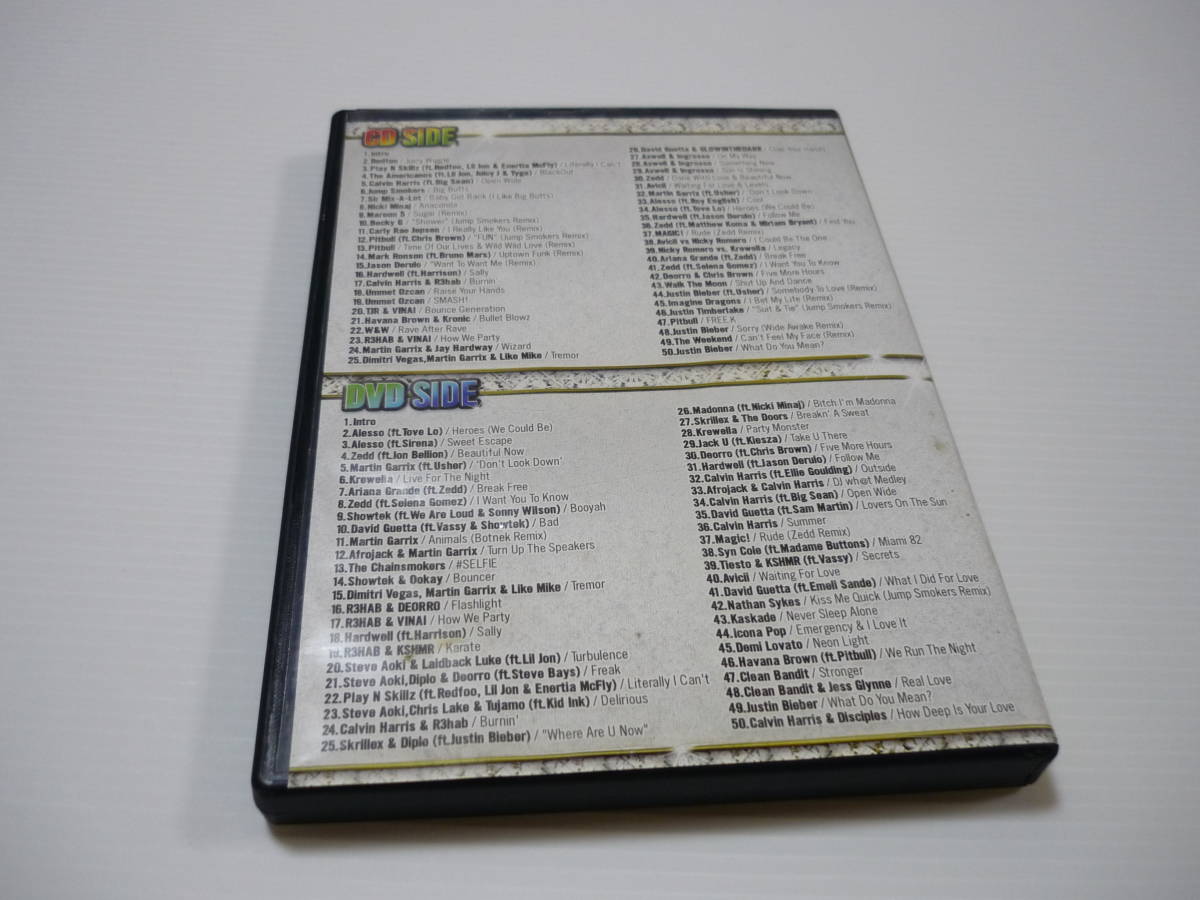 CD SIDE
1.Intro
2.Redfoo / Juicy Wiggle
3.Play N Skillz (ft.Redfoo, Lil Jon & Enertia McFly) / Literally I Can't
4.The Americanos (ft.Lil Jon, Juicy J & Tyga) / BlackOut
5.Calvin Harris (ft.Big Sean) / Open Wide
6.Jump Smokers / Big Butts
7.Sir Mix-A-Lot / Baby Got Back (I Like Big Butts)
8.Nicki Minaj / Anaconda
9.Maroon 5 / Sugar (Remix)
10.Becky G / "Shower" (Jump Smokers Remix)
11.Carly Rae Jepsen / I Really Like You (Remix)
12.Pitbull (ft.Chris Brown) / "FUN" (Jump Smokers Remix)
13.Pitbull / Time Of Our Lives & Wild Wild Love (Remix)
14.Mark Ronson (ft.Bruno Mars) / Uptown Funk (Remix)
15.Jason Derulo / "Want To Want Me (Remix)
16.Hardwell (ft.Harrison) / Sally
17.Calvin Harris & R3hab / Burnin
18.Ummet Ozcan / Raise Your Hands
19.Ummet Ozcan / SMASH!
20.TJR & VINAI / Bounce Generation
21.Havana Brown & Kronic / Bullet Blowz
22.W&W / Rave After Rave
23.R3HAB & VINAI / How We Party
24.Martin Garrix & Jay Hardway / Wizard
25.Dimitri Vegas,Martin Garrix & Like Mike / Tremor
26.David Guetta & GLOWINTHEDARK / Clap Your Hands
27.Axwell & Ingrosso / On My Way
28.Axwell & Ingrosso / Something New
29.Axwell & Ingrosso / Sun Is Shining
30.Zedd / Done With Love & Beautiful Now
31.Avicii / Waiting For Love & Levels
32.Martin Garrix (ft.Usher) / Don't Look Down
33.Alesso (ft.Roy English) / Cool
34.Alesso (ft.Tove Lo) / Heroes (We Could Be)
35.Hardwell (ft.Jason Derulo) / Follow Me
36.Zedd (ft.Matthew Koma & Miriam Bryant) / Find You
37.MAGIC! / Rude (Zedd Remix)
38.Avicii vs Nicky Romero / I Could Be The One
39.Nicky Romero vs. Krewella / Legacy
40.Ariana Grande (ft.Zedd) / Break Free
41.Zedd (ft.Selena Gomez) / I Want You To Know
42.Deorro & Chris Brown / Five More Hours
43.Walk The Moon / Shut Up And Dance
44.Justin Bieber (ft.Usher) / Somebody To Love (Remix)
45.Imagine Dragons / I Bet My Life (Remix)
46.Justin Timberlake / "Suit & Tie" (Jump Smokers Remix)
47.Pitbull / FREE.K
48.Justin Bieber / Sorry (Wide Awake Remix)
49.The Weekend / Can't Feel My Face (Remix)
50.Justin Bieber / What Do You Mean?
DVD SIDE
1.Intro
2.Alesso (ft.Tove Lo) / Heroes (We Could Be)
3.Alesso (ft.Sirena) / Sweet Escape
4.Zedd (ft.Jon Bellion) / Beautiful Now
5.Martin Garrix (ft.Usher) / 'Don't Look Down'
6.Krewella / Live For The Night
7.Ariana Grande (ft.Zedd) / Break Free
8.Zedd (ft.Selena Gomez) / I Want You To Know
9.Showtek (ft.We Are Loud & Sonny Wilson) / Booyah
10.David Guetta (ft.Vassy & Showtek) / Bad
11.Martin Garrix / Animals (Botnek Remix)
12.Afrojack & Martin Garrix / Turn Up The Speakers
13.The Chainsmokers / #SELFIE
14.Showtek & Ookay / Bouncer
15.Dimitri Vegas, Martin Garrix & Like Mike / Tremor
16.R3HAB & DEORRO / Flashlight
17.R3HAB & VINAI / How We Party
18.Hardwell (ft.Harrison) / Sally
19.R3HAB & KSHMR / Karate
20.Steve Aoki & Laidback Luke (ft.Lil Jon) / Turbulence
21.Steve Aoki,Diplo & Deorro (ft.Steve Bays) / Freak
22.Play N Skillz (ft.Redfoo, Lil Jon & Enertia McFly) / Literally I Can't
23.Steve Aoki,Chris Lake & Tujamo (ft.Kid Ink) / Delirious
24.Calvin Harris & R3hab / Burnin'
25.Skrillex & Diplo (ft.Justin Bieber) / "Where Are U Now"
26.Madonna (ft.Nicki Minaj) / Bitch I'm Madonna
27.Skrillex & The Doors / Breakn' A Sweat
28.Krewella / Party Monster
29.Jack U (ft.Kiesza) / Take U There
30.Deorro (ft.Chris Brown) / Five More Hours
31.Hardwell (ft.Jason Derulo) / Follow Me
32.Calvin Harris (ft.Ellie Goulding) / Outside
33.Afrojack & Calvin Harris / DJ wh@t Medley
34.Calvin Harris (ft.Big Sean) / Open Wide
35.David Guetta (ft.Sam Martin) / Lovers On The Sun
36.Calvin Harris / Summer
37.Magic! / Rude (Zedd Remix)
38.Syn Cole (ft.Madame Buttons) / Miami 82
39.Tiesto & KSHMR (ft.Vassy) / Secrets
40.Avicii / Waiting For Love
41.David Guetta (ft.Emeli Sande) / What I Did For Love
42.Nathan Sykes / Kiss Me Quick (Jump Smokers Remix)
43.Kaskade / Never Sleep Alone
44.Icona Pop / Emergency & I Love It
45.Demi Lovato / Neon Light
46.Havana Brown (ft.Pitbull) / We Run The Night
47.Clean Bandit / Stronger
48.Clean Bandit & Jess Glynne / Real Love
49.Justin Bieber / What Do You Mean?
50.Calvin Harris & Disciples / How Deep Is Your Love